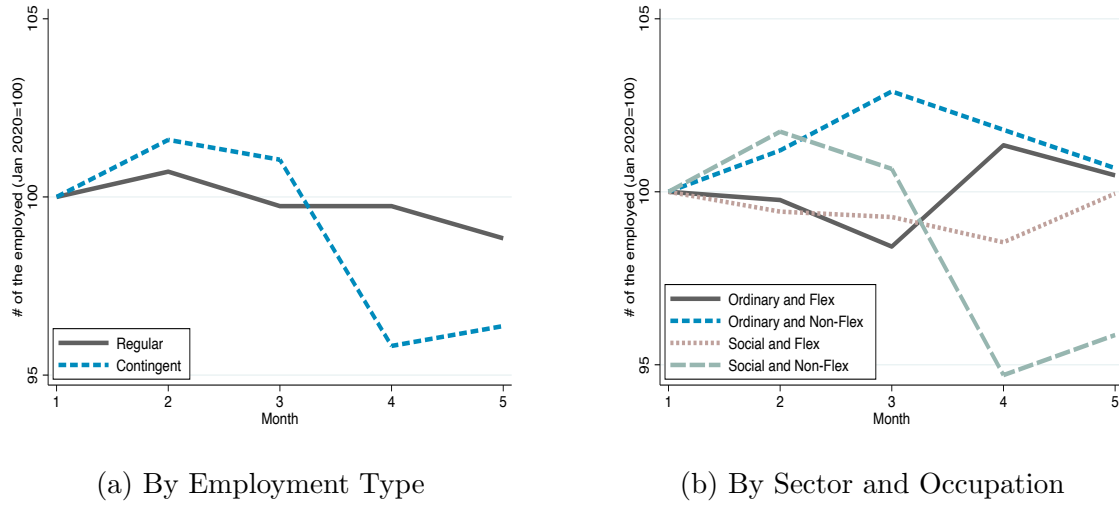 # of the employed (Jan 2020=100)
105
100
95
Regular
Contingent
1 2 3 4 5
Month
(a) By Employment Type
# of the employed (Jan 2020=100)
105
100
95
Ordinary and Flex
Ordinary and Non-Flex
Social and Flex
Social and Non-Flex
1 2 3 4 5
Month
(b) By Sector and Occupation